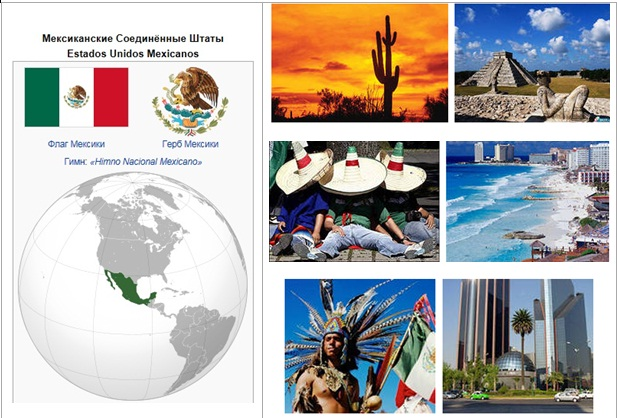 Мексиканские Соединённые Штаты
Estados Unidos Mexicanos
Флаг Мексики Герб Мексики
Гимн: «Himno Nacional Mexicano»